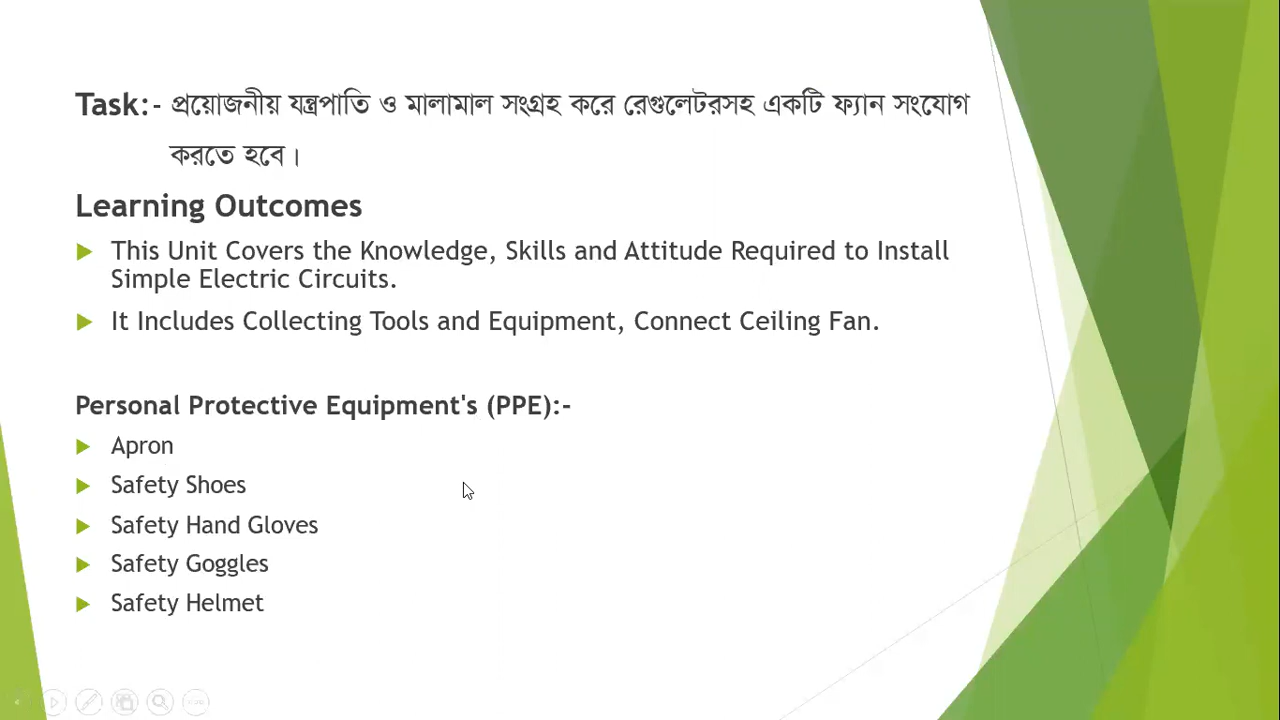 Task:- প্রয়োজনীয় যন্ত্রপাতি ও মালামাল সংগ্রহ করে রেগুলেটরসহ একটি ফ্যান সংযোগ
করতে হবে।
Learning Outcomes
This Unit Covers the Knowledge, Skills and Attitude Required to Install
Simple Electric Circuits.
It Includes Collecting Tools and Equipment, Connect Ceiling Fan.
Personal Protective Equipment's (PPE):-
Apron
Safety Shoes
Safety Hand Gloves
Safety Goggles
Safety Helmet